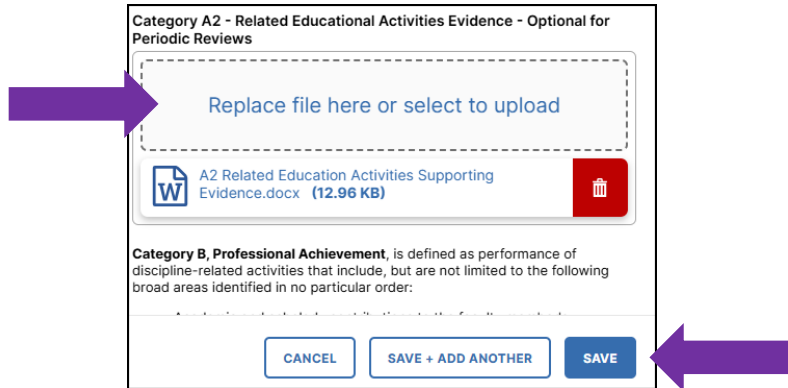 Category A2 - Related Educational Activities Evidence - Optional for
Periodic Reviews
Replace file here or select to upload
W
A2 Related Education Activities Supporting
Evidence.docx (12.96 KB)
Category B, Professional Achievement, is defined as performance of
discipline-related activities that include, but are not limited to the following
broad areas identified in no particular order:
CANCEL
SAVE + ADD ANOTHER
SAVE